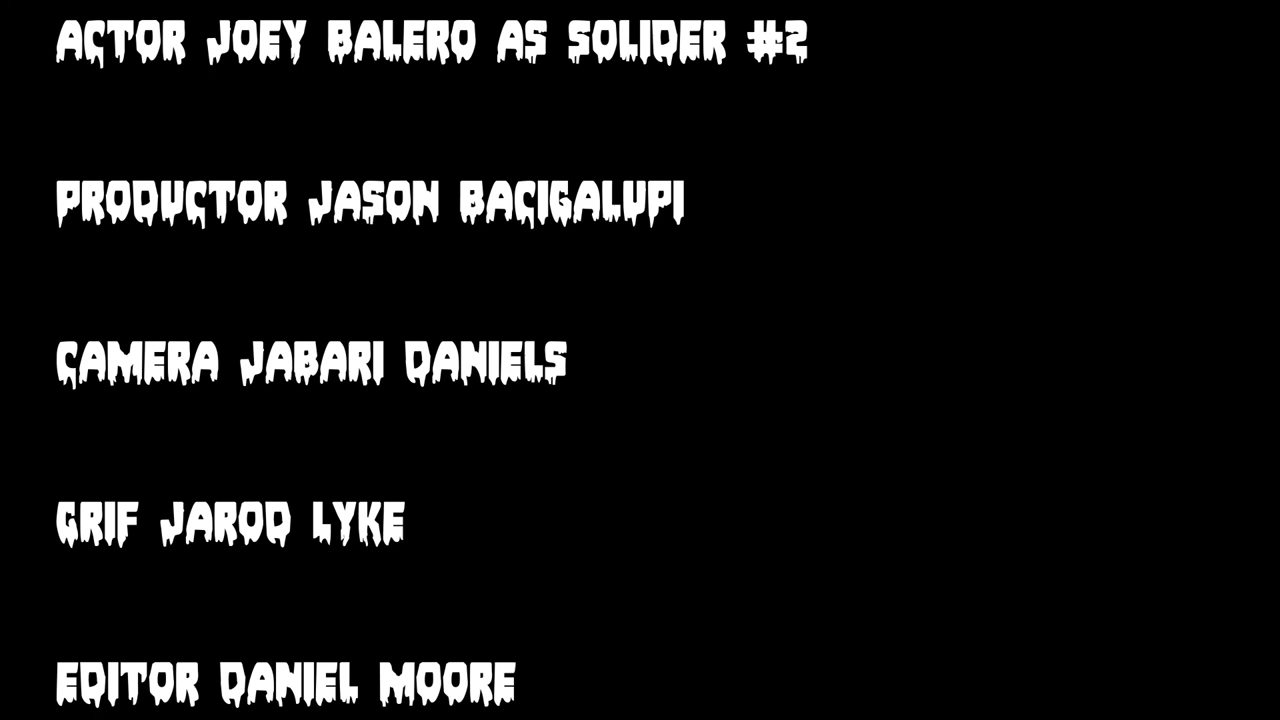 ACTOR JOEY BALERO AS SOLIDER #2
PRODUCTOR JASON BACIGALUPI
CAMERA JABARI DANIELS
GRIF JAROD LYKE
EDITOR DANIEL MOORE